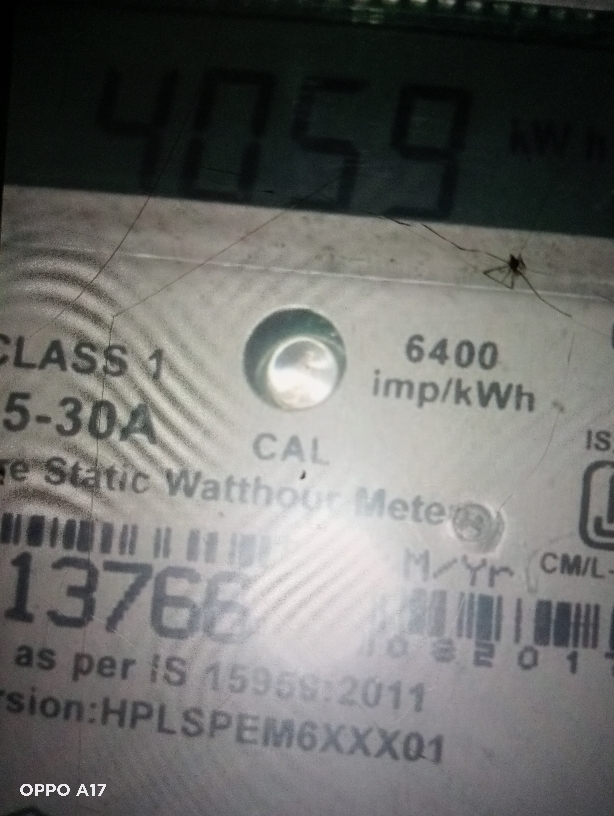 4059 kWh
CLASS 1
6400
imp/kWh
5-30A
CAL
IS
e Static Watthour Meter
M/Yr
CM/L-
13766
as per IS 15959:2011
rsion:HPLSPEM6XXX01
OPPO A17